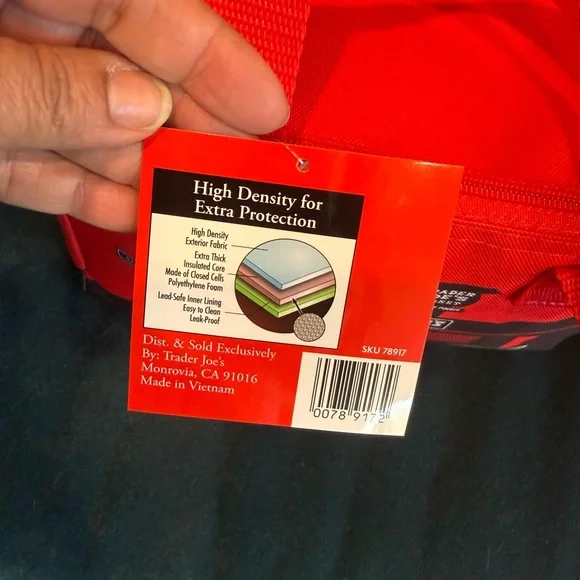 High Density for
Extra Protection
High Density
Exterior Fabric
Extra Thick
Insulated Core
Made of Closed Cells
Polyethylene Foam
Lead-Safe Inner Lining
Easy to Clean
Leak-Proof
Dist. & Sold Exclusively
By: Trader Joe's
Monrovia, CA 91016
Made in Vietnam
SKU 78917
0078 9172